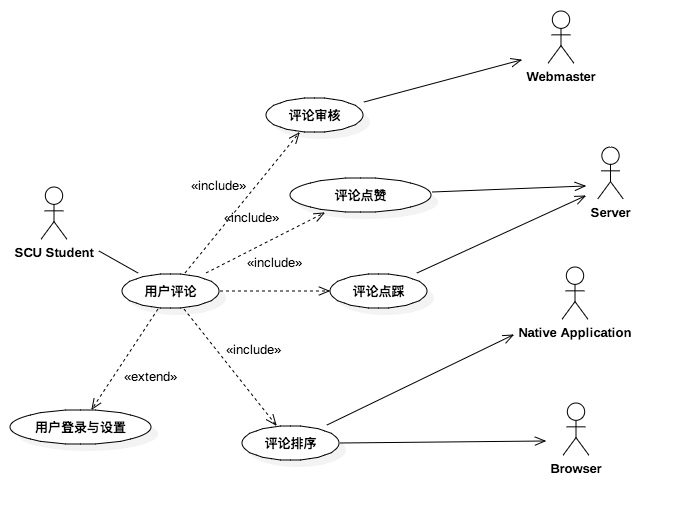 Webmaster
评论审核
«include»
评论点赞
Server
«include»
SCU Student
«include»
用户评论
评论点踩
Native Application
«include»
«extend»
用户登录与设置
评论排序
Browser